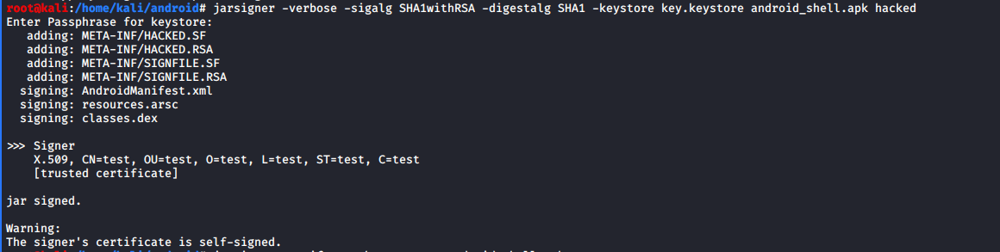 root@kali:/home/kali/android# jarsigner -verbose -sigalg SHA1withRSA -digestalg SHA1 -keystore key.keystore android_shell.apk hacked
Enter Passphrase for keystore:
   adding: META-INF/HACKED.SF
   adding: META-INF/HACKED.RSA
   adding: META-INF/SIGNFILE.SF
   adding: META-INF/SIGNFILE.RSA
  signing: AndroidManifest.xml
  signing: resources.arsc
  signing: classes.dex
>>> Signer
    X.509, CN=test, OU=test, O=test, L=test, ST=test, C=test
    [trusted certificate]
jar signed.
Warning:
The signer's certificate is self-signed.